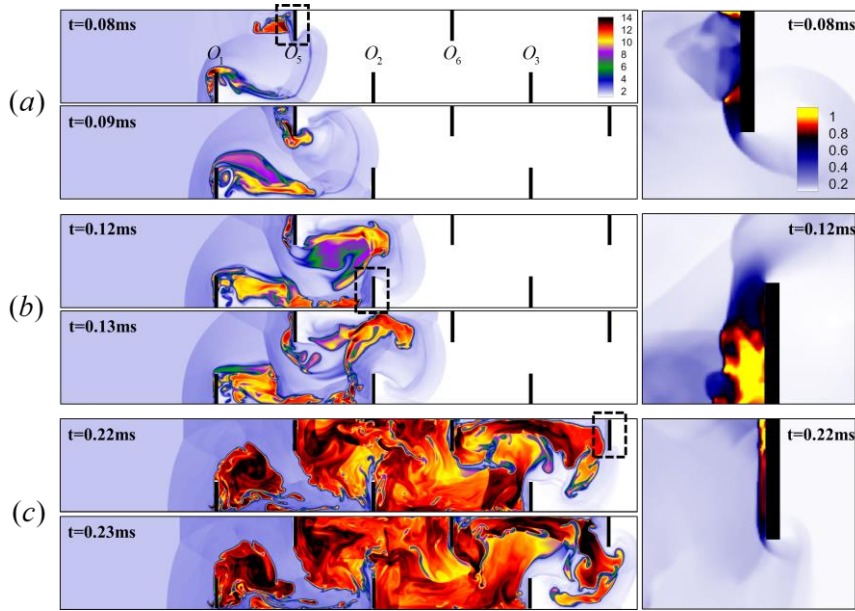 (a)
t=0.08ms
O1 O5 O2 O6 O3
14
12
10
8
6
4
2
t=0.08ms
1
0.8
0.6
0.4
0.2
t=0.09ms
(b)
t=0.12ms
t=0.12ms
t=0.13ms
(c)
t=0.22ms
t=0.22ms
t=0.23ms